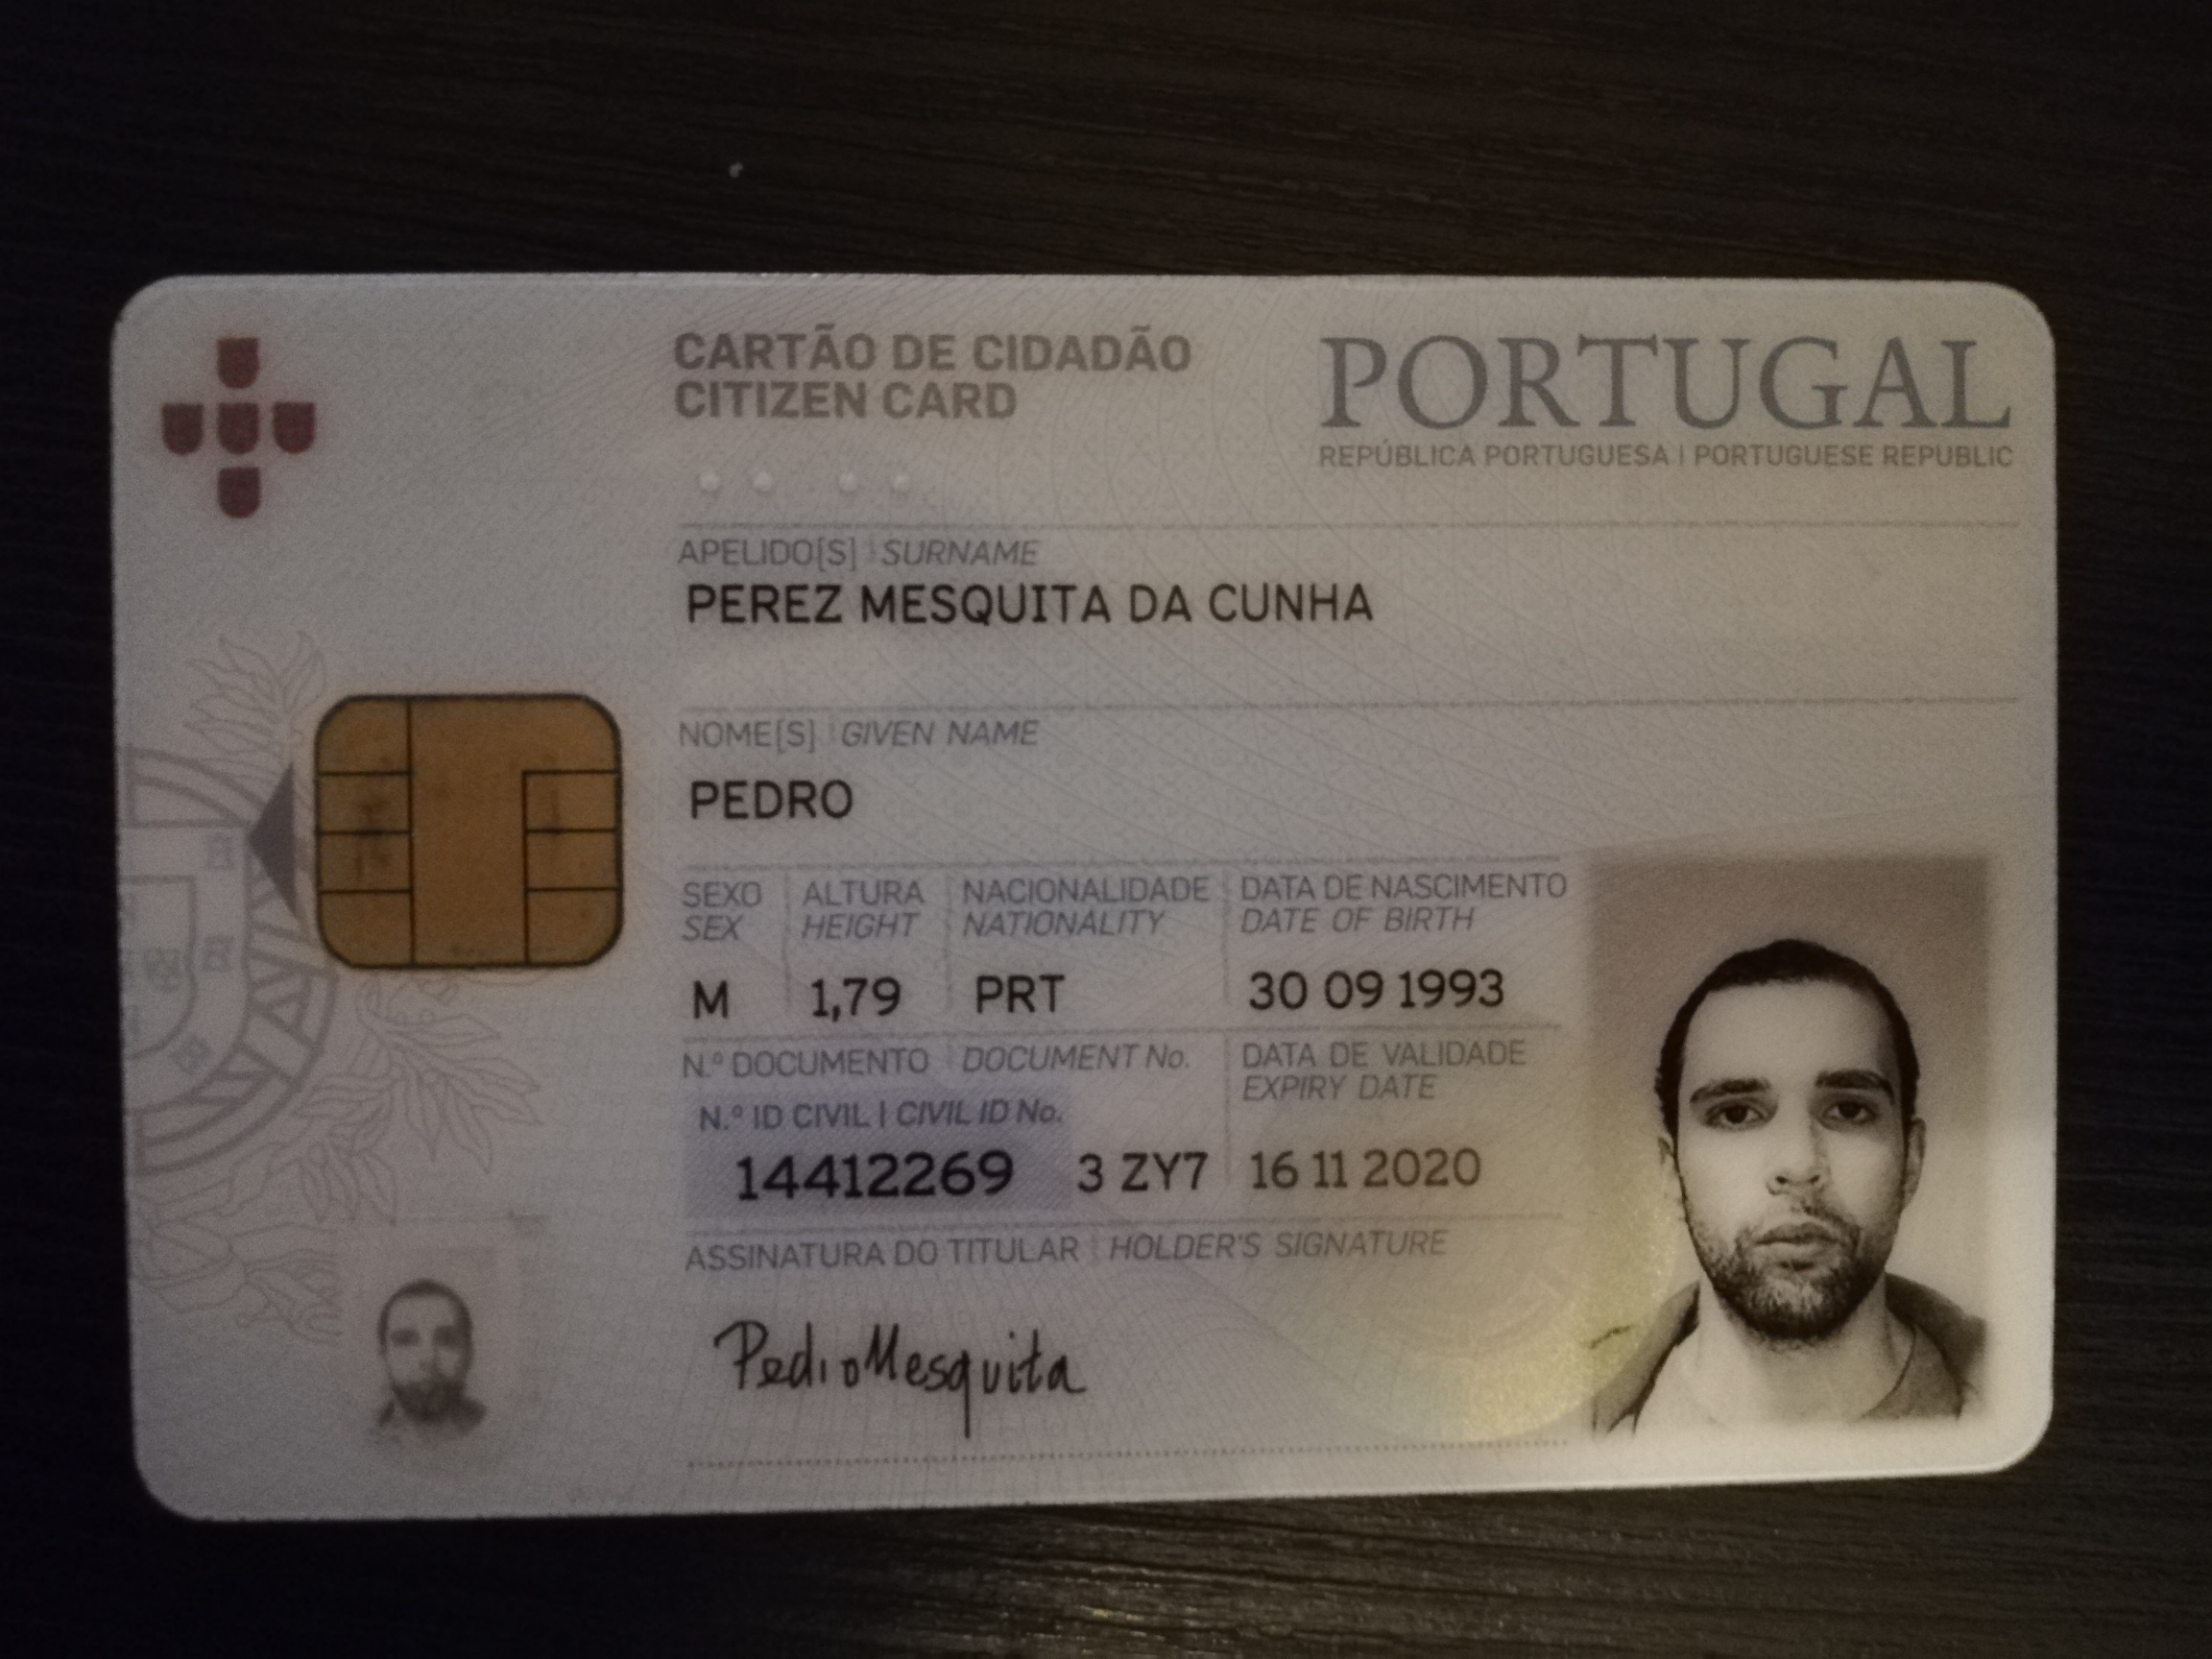 CARTÃO DE CIDADÃO
CITIZEN CARD
PORTUGAL
REPÚBLICA PORTUGUESA | PORTUGUESE REPUBLIC
APELIDO[S] | SURNAME
PEREZ MESQUITA DA CUNHA
NOME[S] | GIVEN NAME
PEDRO
SEXO
SEX
ALTURA
HEIGHT
NACIONALIDADE
NATIONALITY
DATA DE NASCIMENTO
DATE OF BIRTH
M
1,79
PRT
30 09 1993
N.º DOCUMENTO | DOCUMENT No.
DATA DE VALIDADE
EXPIRY DATE
N.º ID CIVIL | CIVIL ID No.
14412269 3 ZY7
16 11 2020
ASSINATURA DO TITULAR | HOLDER'S SIGNATURE
Pedro Mesquita